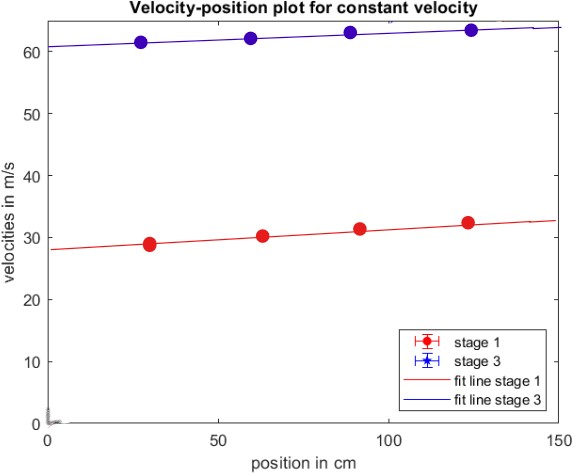 Velocity-position plot for constant velocity
60
50
40
30
20
10
0
velocities in m/s
0 50 100 150
position in cm
stage 1
stage 3
fit line stage 1
fit line stage 3